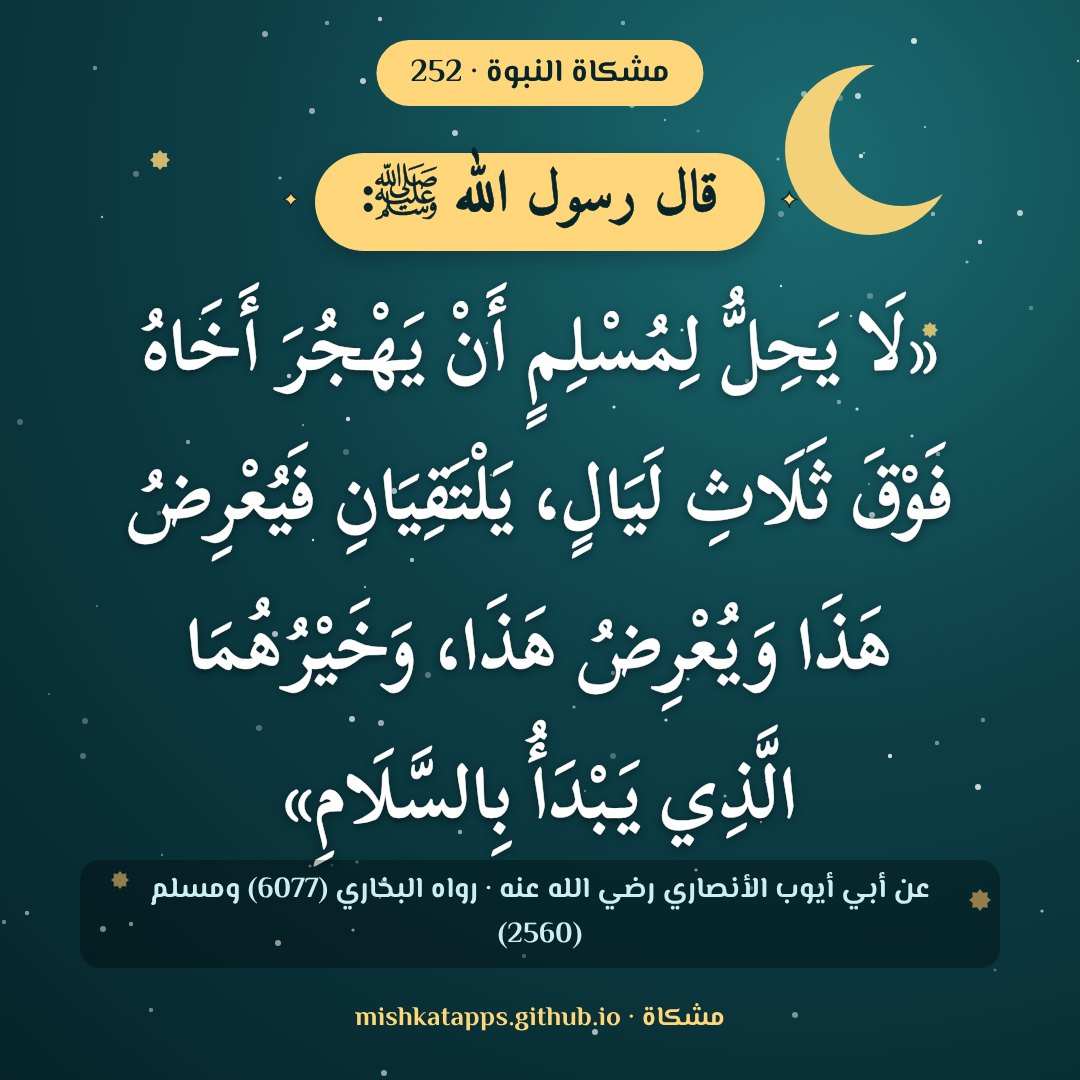 مشكاة النبوة · 252
قال رسول الله ﷺ:
«لَا يَحِلُّ لِمُسْلِمٍ أَنْ يَهْجُرَ أَخَاهُ
فَوْقَ ثَلَاثِ لَيَالٍ، يَلْتَقِيَانِ فَيُعْرِضُ
هَذَا وَيُعْرِضُ هَذَا، وَخَيْرُهُمَا
الَّذِي يَبْدَأُ بِالسَّلَامِ»
عن أبي أيوب الأنصاري رضي الله عنه · رواه البخاري (6077) ومسلم
(2560)
مشكاة · mishkatapps.github.io